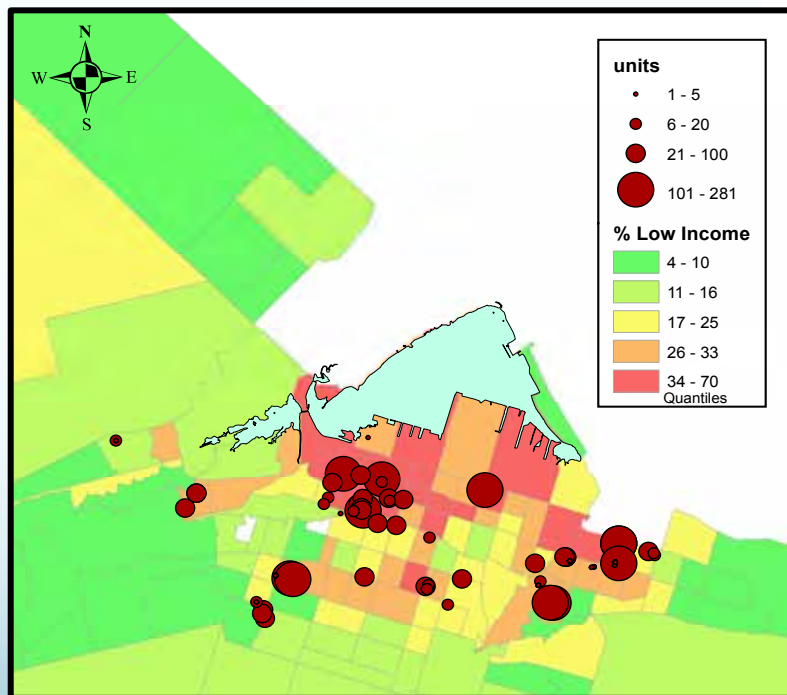 N
W E
S
units
1 - 5
6 - 20
21 - 100
101 - 281
% Low Income
4 - 10
11 - 16
17 - 25
26 - 33
34 - 70
Quantiles